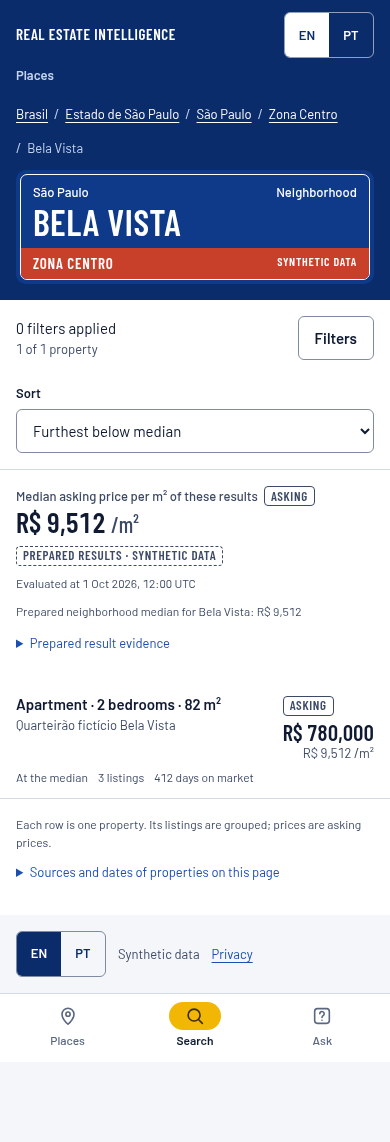 REAL ESTATE INTELLIGENCE
EN PT
Places
Brasil / Estado de São Paulo / São Paulo / Zona Centro
/ Bela Vista
São Paulo Neighborhood
BELA VISTA
ZONA CENTRO SYNTHETIC DATA
0 filters applied
1 of 1 property
Filters
Sort
Furthest below median
Median asking price per m² of these results ASKING
R$ 9,512 /m²
PREPARED RESULTS · SYNTHETIC DATA
Evaluated at 1 Oct 2026, 12:00 UTC
Prepared neighborhood median for Bela Vista: R$ 9,512
Prepared result evidence
Apartment · 2 bedrooms · 82 m²
Quarteirão fictício Bela Vista
ASKING
R$ 780,000
R$ 9,512 /m²
At the median 3 listings 412 days on market
Each row is one property. Its listings are grouped; prices are asking
prices.
Sources and dates of properties on this page
EN PT Synthetic data Privacy
Places Search Ask